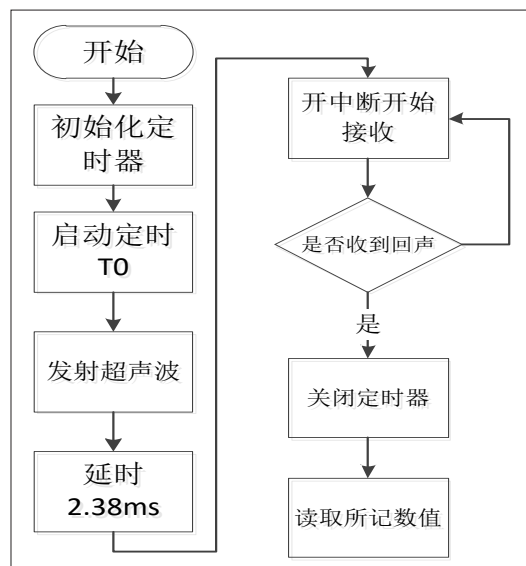 开始
初始化定
时器
启动定时
T0
发射超声波
延时
2.38ms
开中断开始
接收
是否收到回声
是
关闭定时器
读取所记数值